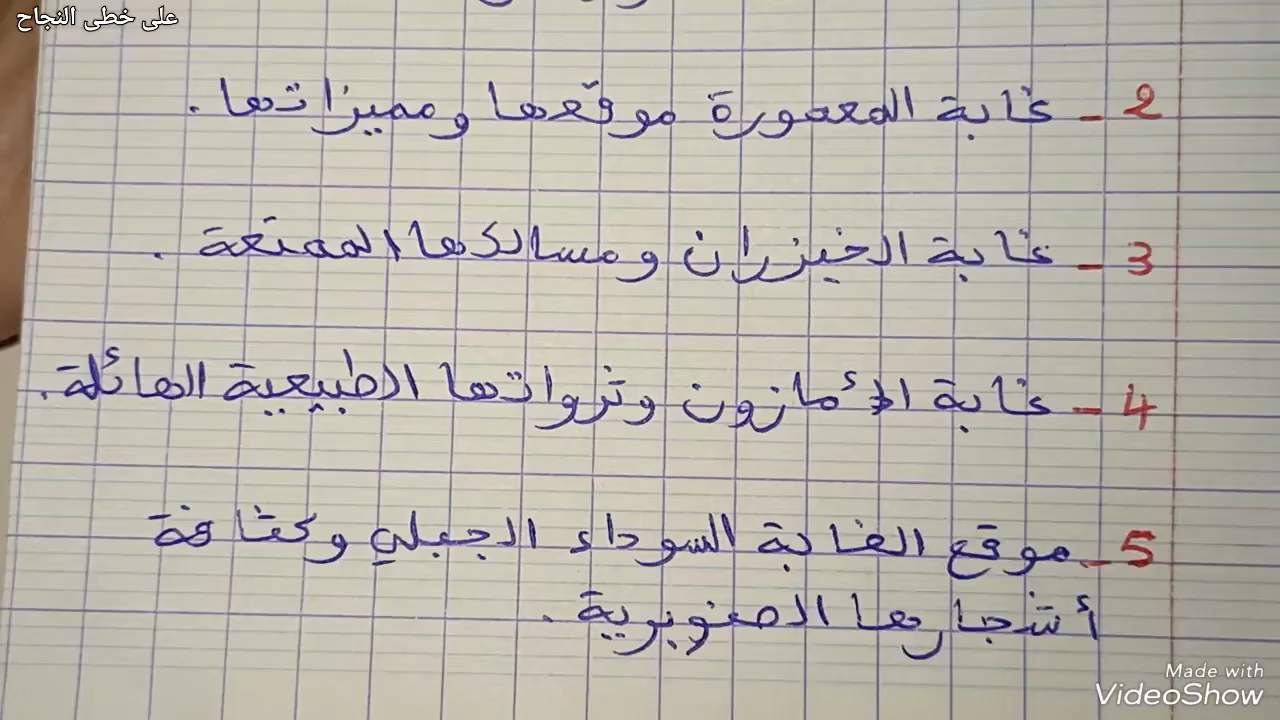 على خطى النجاح
2 - غابة المعمورة موقعها ومميزاتها .
3 - غابة الخيزران ومسالكها الممتعة .
4 - غابة الأمازون وثرواتها الطبيعية الهائلة .
5 - موقع الغابة السوداء الجبلي وكثافة
أشجارها الصنوبرية .
Made with
VideoShow